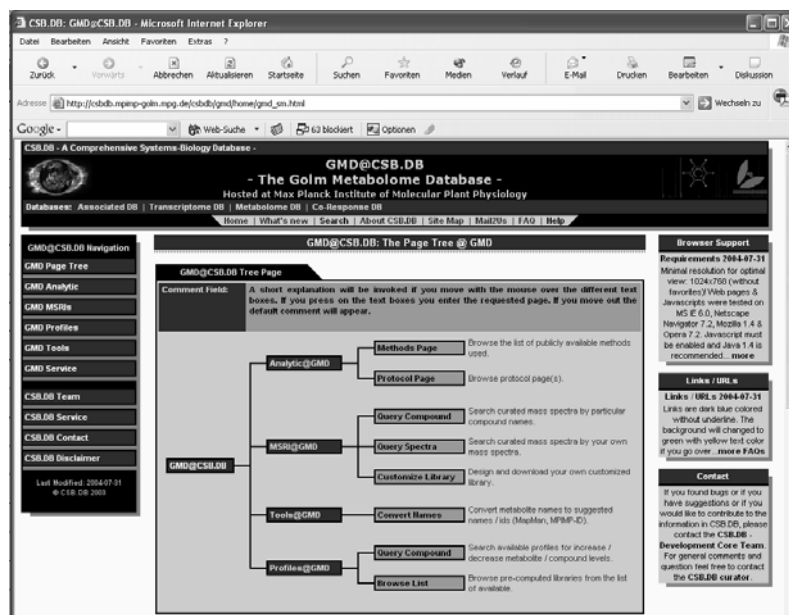 CSB.DB: GMD@CSB.DB - Microsoft Internet Explorer
Datei Bearbeiten Ansicht Favoriten Extras ?
Zurück Vorwärts Abbrechen Aktualisieren Startseite Suchen Favoriten Medien Verlauf E-Mail Drucken Bearbeiten Diskussion
Adresse http://csbdb.mpimp-golm.mpg.de/csbdb/gmd/home/gmd_sm.html Wechseln zu
Google Web-Suche 63 blockiert Optionen
CSB.DB - A Comprehensive Systems-Biology Database -
GMD@CSB.DB
- The Golm Metabolome Database -
Hosted at Max Planck Institute of Molecular Plant Physiology
Databases: Associated DB | Transcriptome DB | Metabolome DB | Co-Response DB
Home | What's new | Search | About CSB.DB | Site Map | Mail2Us | FAQ | Help
GMD@CSB.DB Navigation
GMD Page Tree
GMD Analytic
GMD MSRIs
GMD Profiles
GMD Tools
GMD Service
CSB.DB Team
CSB.DB Service
CSB.DB Contact
CSB.DB Disclaimer
Last Modified: 2004-07-31
© CSB.DB 2003
GMD@CSB.DB: The Page Tree @ GMD
GMD@CSB.DB Tree Page
Comment Field: A short explanation will be invoked if you move with the mouse over the different text
boxes. If you press on the text boxes you enter the requested page. If you move out the
default comment will appear.
GMD@CSB.DB
Analytic@GMD
Methods Page Browse the list of publicly available methods
used.
Protocol Page Browse protocol page(s).
MSRI@GMD
Query Compound Search curated mass spectra by particular
compound names.
Query Spectra Search curated mass spectra by your own
mass spectra.
Customize Library Design and download your own customized
library.
Tools@GMD
Convert Names Convert metabolite names to suggested
names / ids (MapMan, MPIMP-ID).
Profiles@GMD
Query Compound Search available profiles for increase /
decrease metabolite / compound levels.
Browse List Browse pre-computed libraries from the list
of available.
Browser Support
Requirements 2004-07-31
Minimal resolution for optimal
view: 1024x768 (without
favorites)! Web pages &
Javascripts were tested on
MS IE 6.0, Netscape
Navigator 7.2, Mozilla 1.4 &
Opera 7.2. Javascript must
be enabled and Java 1.4 is
recommended... more
Links / URLs
Links / URLs 2004-07-31
Links are dark blue colored
without underline. The
background will changed to
green with yellow text color
if you go over ...more FAQs
Contact
If you found bugs or if you
have suggestions or if you
would like to contribute to the
information in CSB.DB, please
contact the CSB.DB -
Development Core Team.
For general comments and
question feel free to contact
the CSB.DB curator.